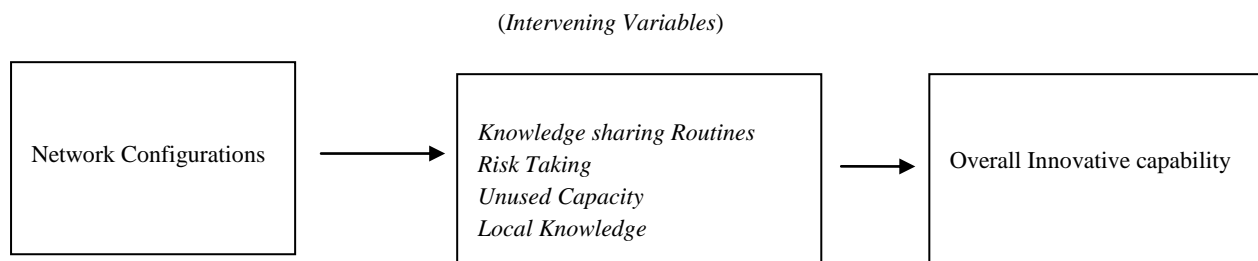 (Intervening Variables)
Network Configurations
Knowledge sharing Routines
Risk Taking
Unused Capacity
Local Knowledge
Overall Innovative capability